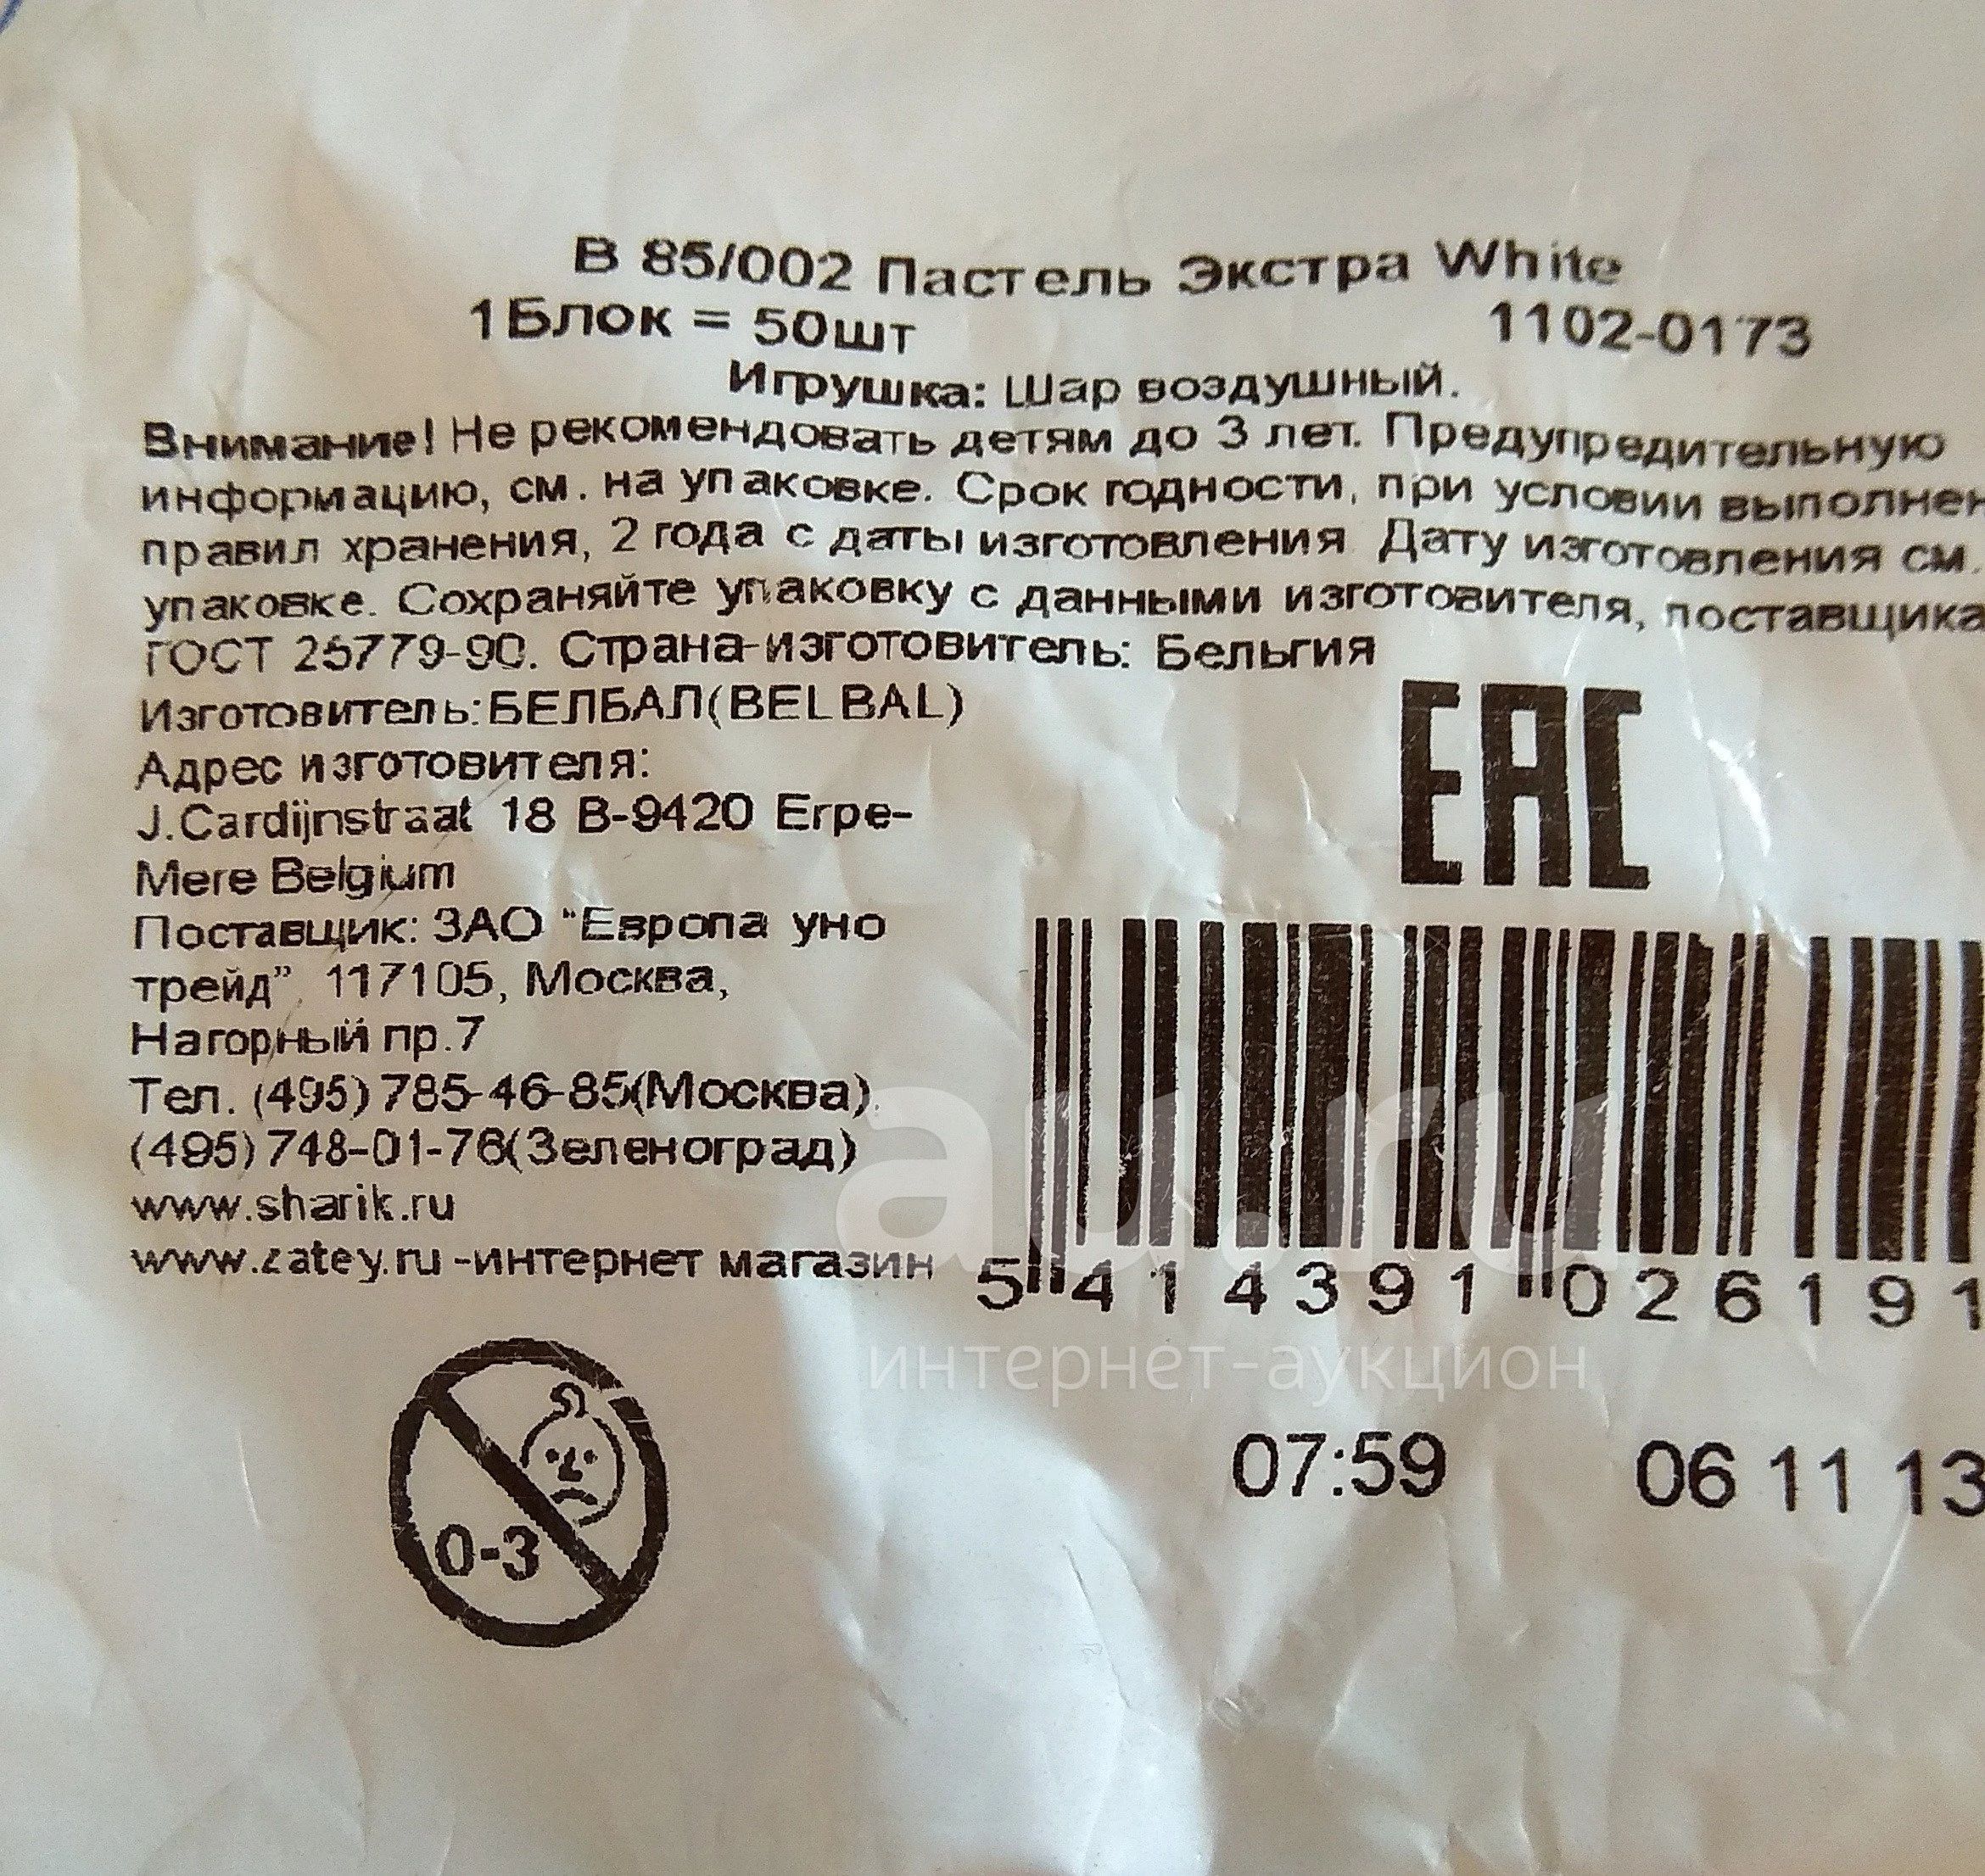 В 85/002 Пастель Экстра White
1Блок = 50шт 1102-0173
Игрушка: Шар воздушный.
Внимание! Не рекомендовать детям до 3 лет. Предупредительную
информацию, см. на упаковке. Срок годности, при условии выполнен
правил хранения, 2 года с даты изготовления. Дату изготовления см.
упаковке. Сохраняйте упаковку с данными изготовителя, поставщика
ГОСТ 25779-90. Страна-изготовитель: Бельгия
Изготовитель:БЕЛБАЛ(BELBAL)
Адрес изготовителя:
J.Cardijnstraat 18 B-9420 Erpe-
Mere Belgium
Поставщик: ЗАО "Европа уно
трейд" 117105, Москва,
Нагорный пр.7
Тел. (495) 785-46-85(Москва).
(495) 748-01-76(Зеленоград)
www.sharik.ru
www.zatey.ru -интернет магазин
EAC
5 414391 026191
au.ru
интернет-аукцион
07:59 06 11 13
0-3